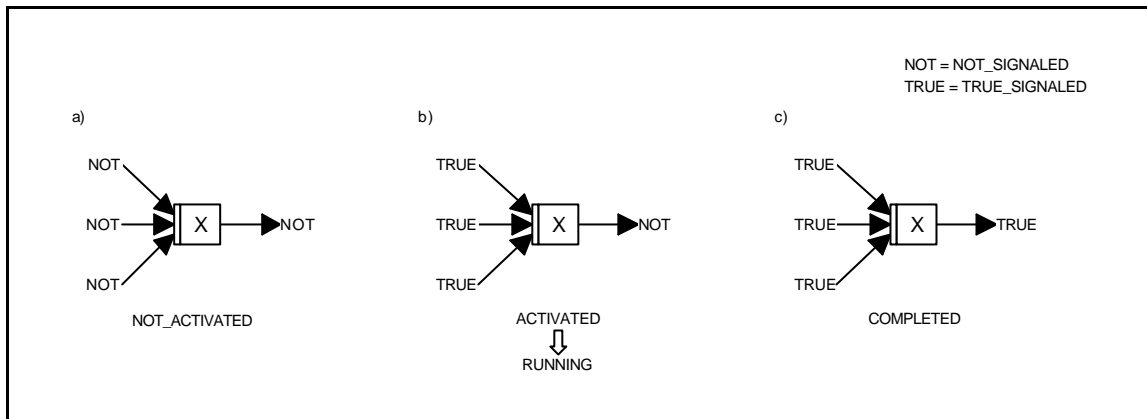 NOT = NOT_SIGNALED
TRUE = TRUE_SIGNALED
a)
NOT
NOT X NOT
NOT
NOT_ACTIVATED
b)
TRUE
TRUE X NOT
TRUE
ACTIVATED
RUNNING
c)
TRUE
TRUE X TRUE
TRUE
COMPLETED